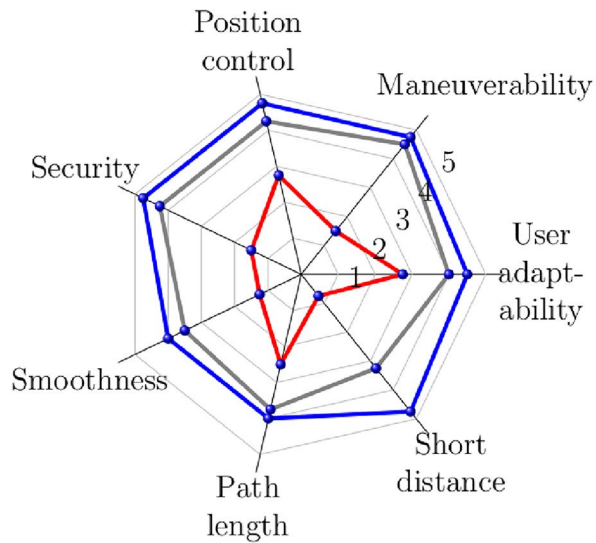 Position
control
Maneuverability
Security
5
4
3
2
1
User
adapt-
ability
Smoothness
Short
distance
Path
length